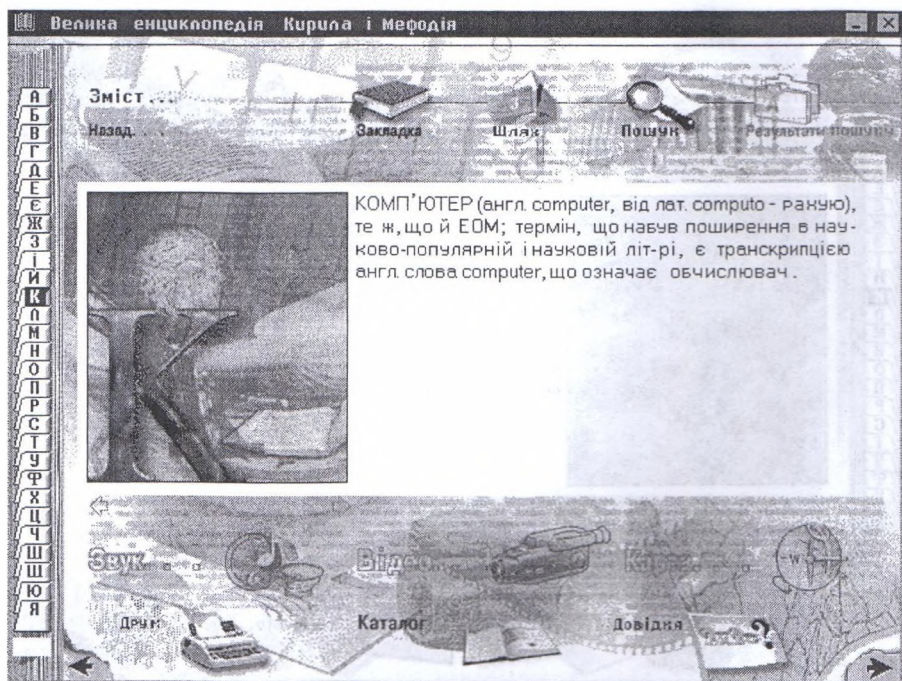 Велика енциклопедія Кирила і Мефодія
А
Б
В
Г
Д
Е
Є
Ж
З
І
И
К
Л
М
Н
О
П
Р
С
Т
У
Ф
Х
Ц
Ч
Ш
Щ
Ю
Я
Зміст...
Назад...
Закладка
Шлях
Пошук
Результати пошуку
КОМП'ЮТЕР (англ. computer, від лат. computo - рахую),
те ж, що й ЕОМ; термін, що набув поширення в нау-
ково-популярній і науковій літ-рі, є транскрипцією
англ. слова computer, що означає обчислювач.
Звук...
Відео...
Друк
Каталог
Довідка